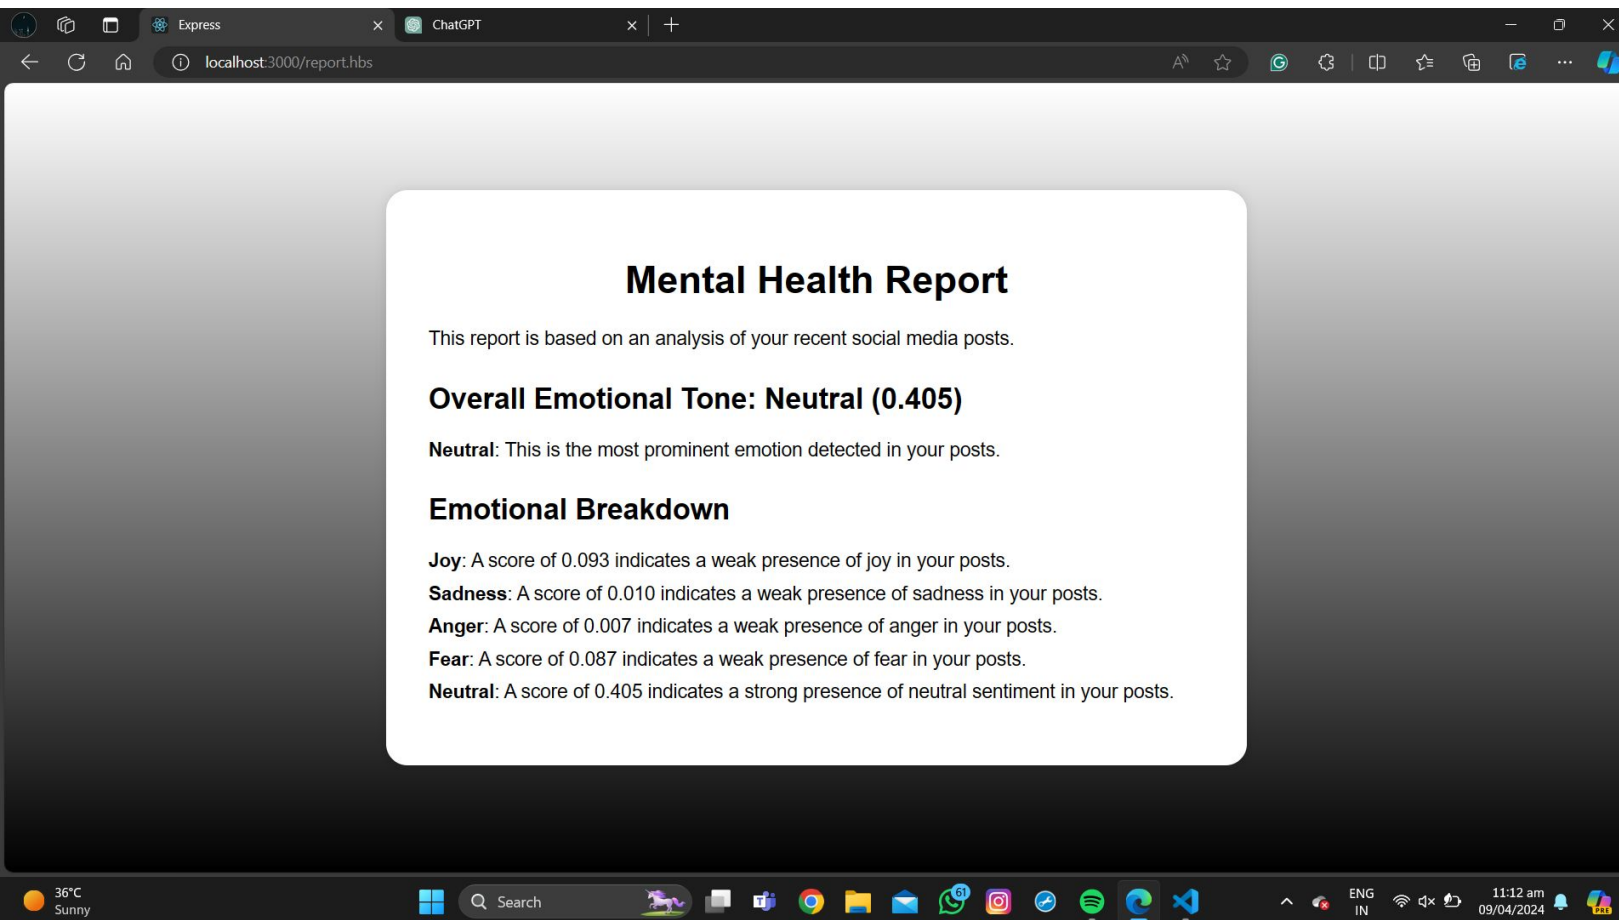 Express
ChatGPT
localhost:3000/report.hbs
Mental Health Report
This report is based on an analysis of your recent social media posts.
Overall Emotional Tone: Neutral (0.405)
Neutral: This is the most prominent emotion detected in your posts.
Emotional Breakdown
Joy: A score of 0.093 indicates a weak presence of joy in your posts.
Sadness: A score of 0.010 indicates a weak presence of sadness in your posts.
Anger: A score of 0.007 indicates a weak presence of anger in your posts.
Fear: A score of 0.087 indicates a weak presence of fear in your posts.
Neutral: A score of 0.405 indicates a strong presence of neutral sentiment in your posts.
36°C
Sunny
Search
61
ENG
IN
11:12 am
09/04/2024
PRE